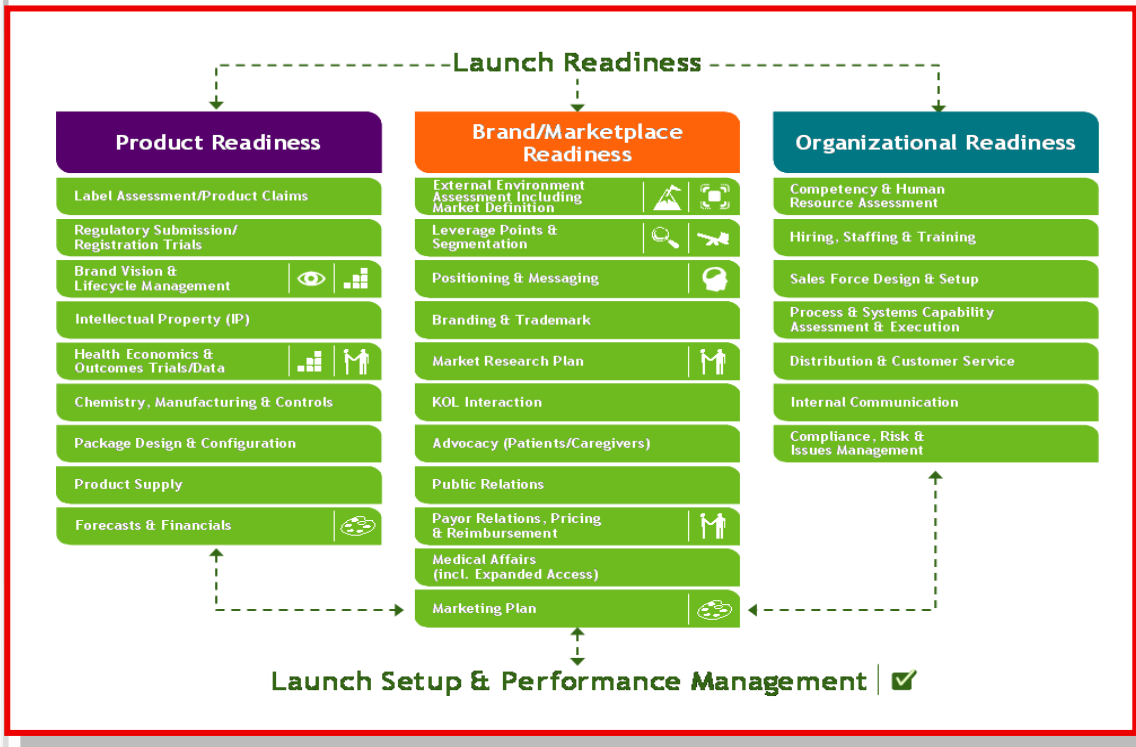 Launch Readiness
Product Readiness
Label Assessment/Product Claims
Regulatory Submission/
Registration Trials
Brand Vision &
Lifecycle Management
Intellectual Property (IP)
Health Economics &
Outcomes Trials/Data
Chemistry, Manufacturing & Controls
Package Design & Configuration
Product Supply
Forecasts & Financials
Brand/Marketplace
Readiness
External Environment
Assessment Including
Market Definition
Leverage Points &
Segmentation
Positioning & Messaging
Branding & Trademark
Market Research Plan
KOL Interaction
Advocacy (Patients/Caregivers)
Public Relations
Payor Relations, Pricing
& Reimbursement
Medical Affairs
(incl. Expanded Access)
Marketing Plan
Organizational Readiness
Competency & Human
Resource Assessment
Hiring, Staffing & Training
Sales Force Design & Setup
Process & Systems Capability
Assessment & Execution
Distribution & Customer Service
Internal Communication
Compliance, Risk &
Issues Management
Launch Setup & Performance Management